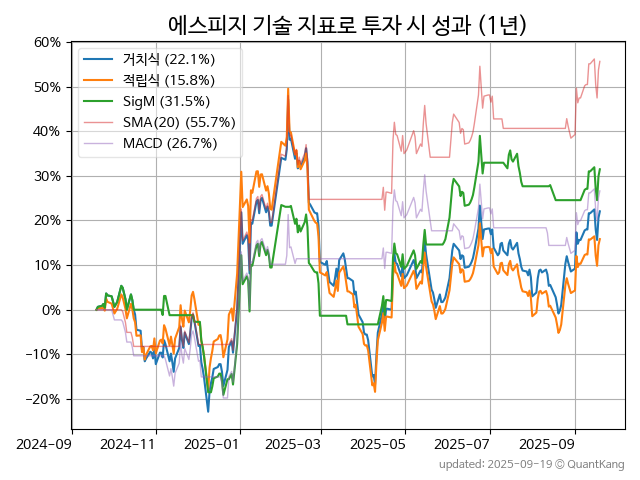 에스피지 기술 지표로 투자 시 성과 (1년)
60%
50%
40%
30%
20%
10%
0%
−10%
−20%
거치식 (22.1%)
적립식 (15.8%)
SigM (31.5%)
SMA(20) (55.7%)
MACD (26.7%)
2024-09 2024-11 2025-01 2025-03 2025-05 2025-07 2025-09
updated: 2025-09-19 © QuantKang